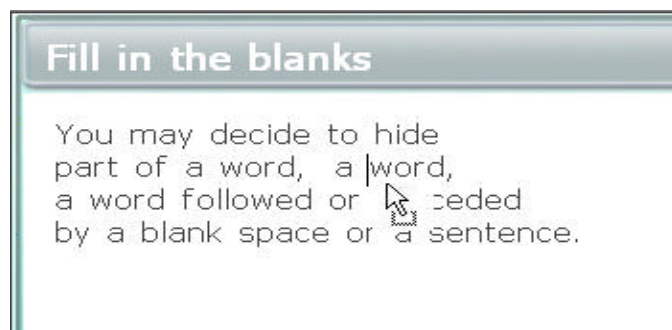 Fill in the blanks
You may decide to hide
part of a word, a word,
a word followed or ceded
by a blank space or a sentence.